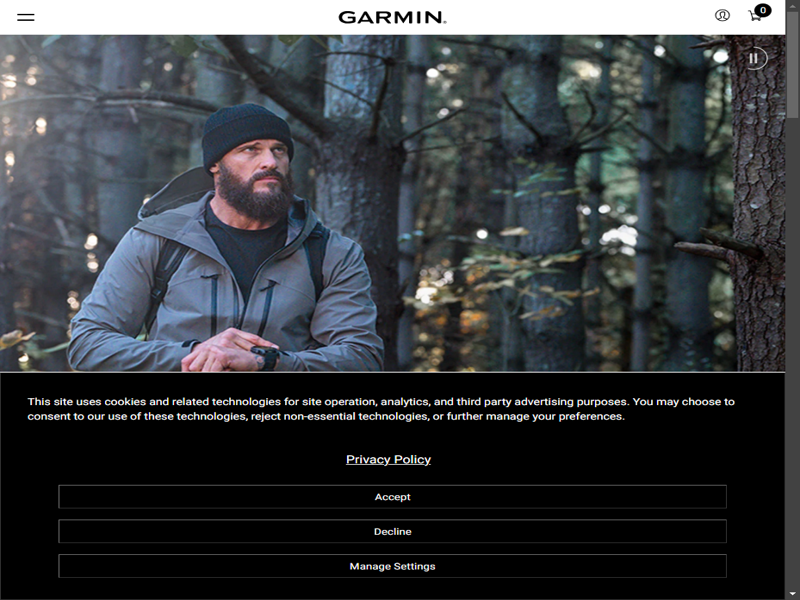 GARMIN.
0
This site uses cookies and related technologies for site operation, analytics, and third party advertising purposes. You may choose to
consent to our use of these technologies, reject non-essential technologies, or further manage your preferences.
Privacy Policy
Accept
Decline
Manage Settings